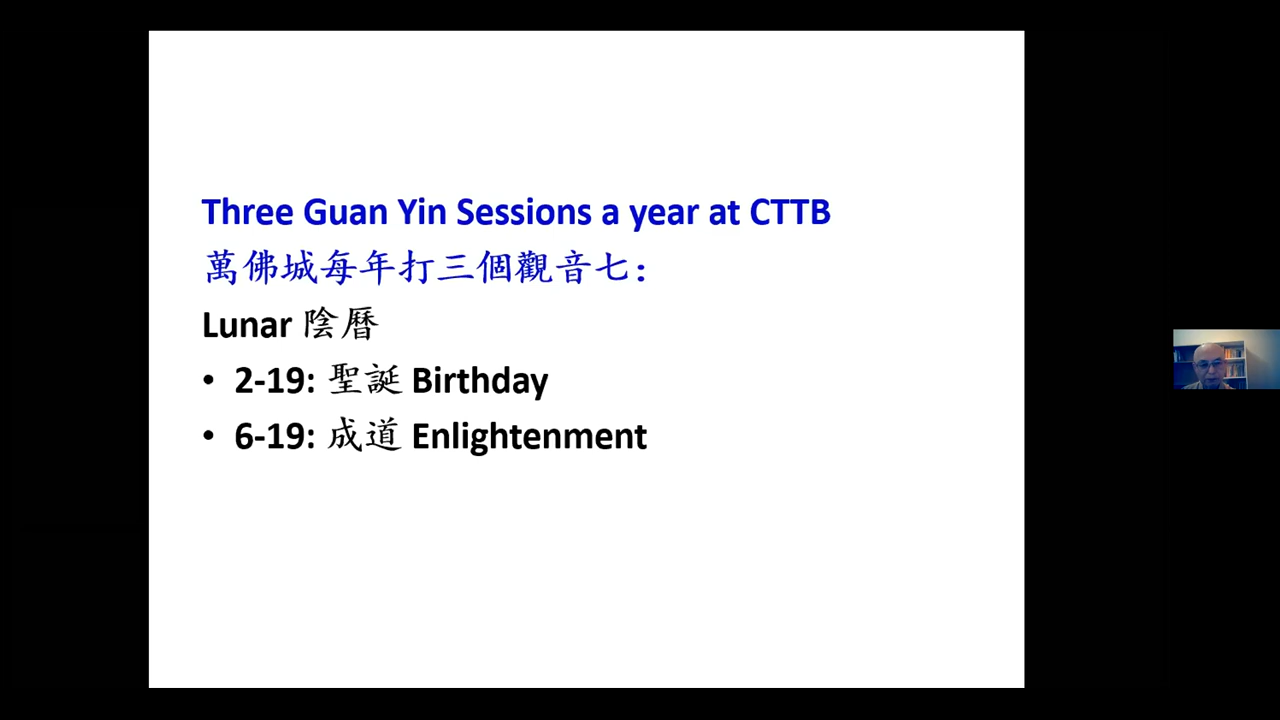 Three Guan Yin Sessions a year at CTTB
萬佛城每年打三個觀音七:
Lunar 陰曆
• 2-19: 聖誕 Birthday
• 6-19: 成道 Enlightenment